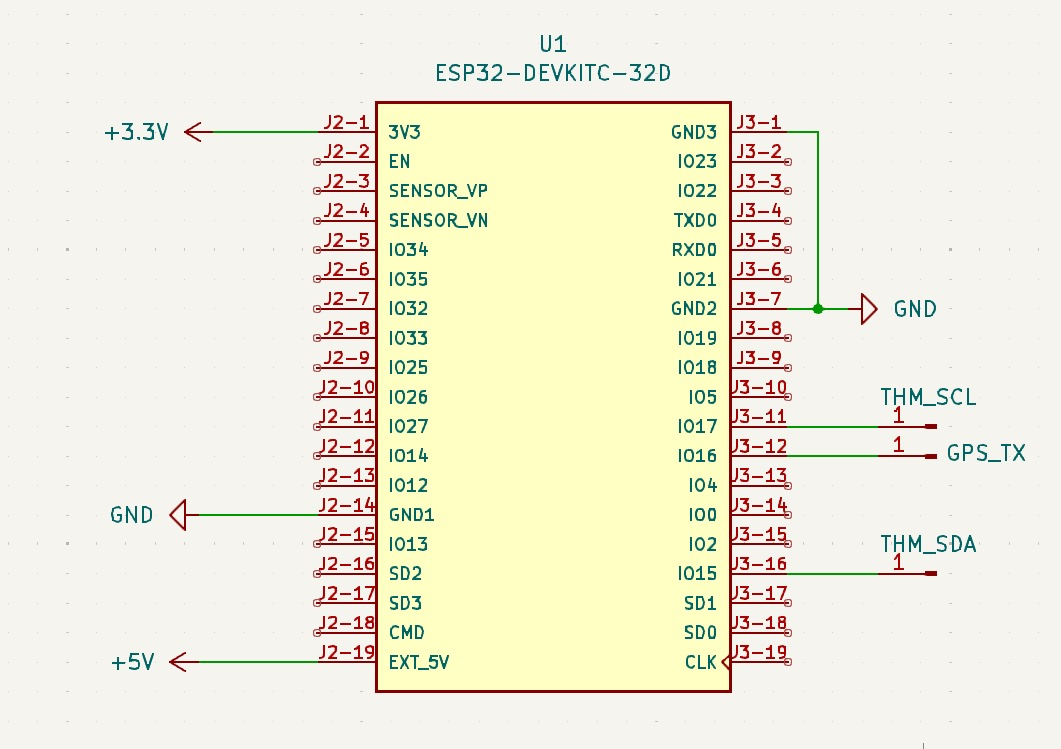 U1
ESP32-DEVKITC-32D
+3.3V J2-1 3V3 GND3 J3-1
J2-2 EN IO23 J3-2
J2-3 SENSOR_VP IO22 J3-3
J2-4 SENSOR_VN TXD0 J3-4
J2-5 IO34 RXD0 J3-5
J2-6 IO35 IO21 J3-6
J2-7 IO32 GND2 J3-7 GND
J2-8 IO33 IO19 J3-8
J2-9 IO25 IO18 J3-9
J2-10 IO26 IO5 J3-10 THM_SCL
J2-11 IO27 IO17 J3-11 1
J2-12 IO14 IO16 J3-12 1 GPS_TX
J2-13 IO12 IO4 J3-13
GND J2-14 GND1 IO0 J3-14
J2-15 IO13 IO2 J3-15 THM_SDA
J2-16 SD2 IO15 J3-16 1
J2-17 SD3 SD1 J3-17
J2-18 CMD SD0 J3-18
+5V J2-19 EXT_5V CLK J3-19